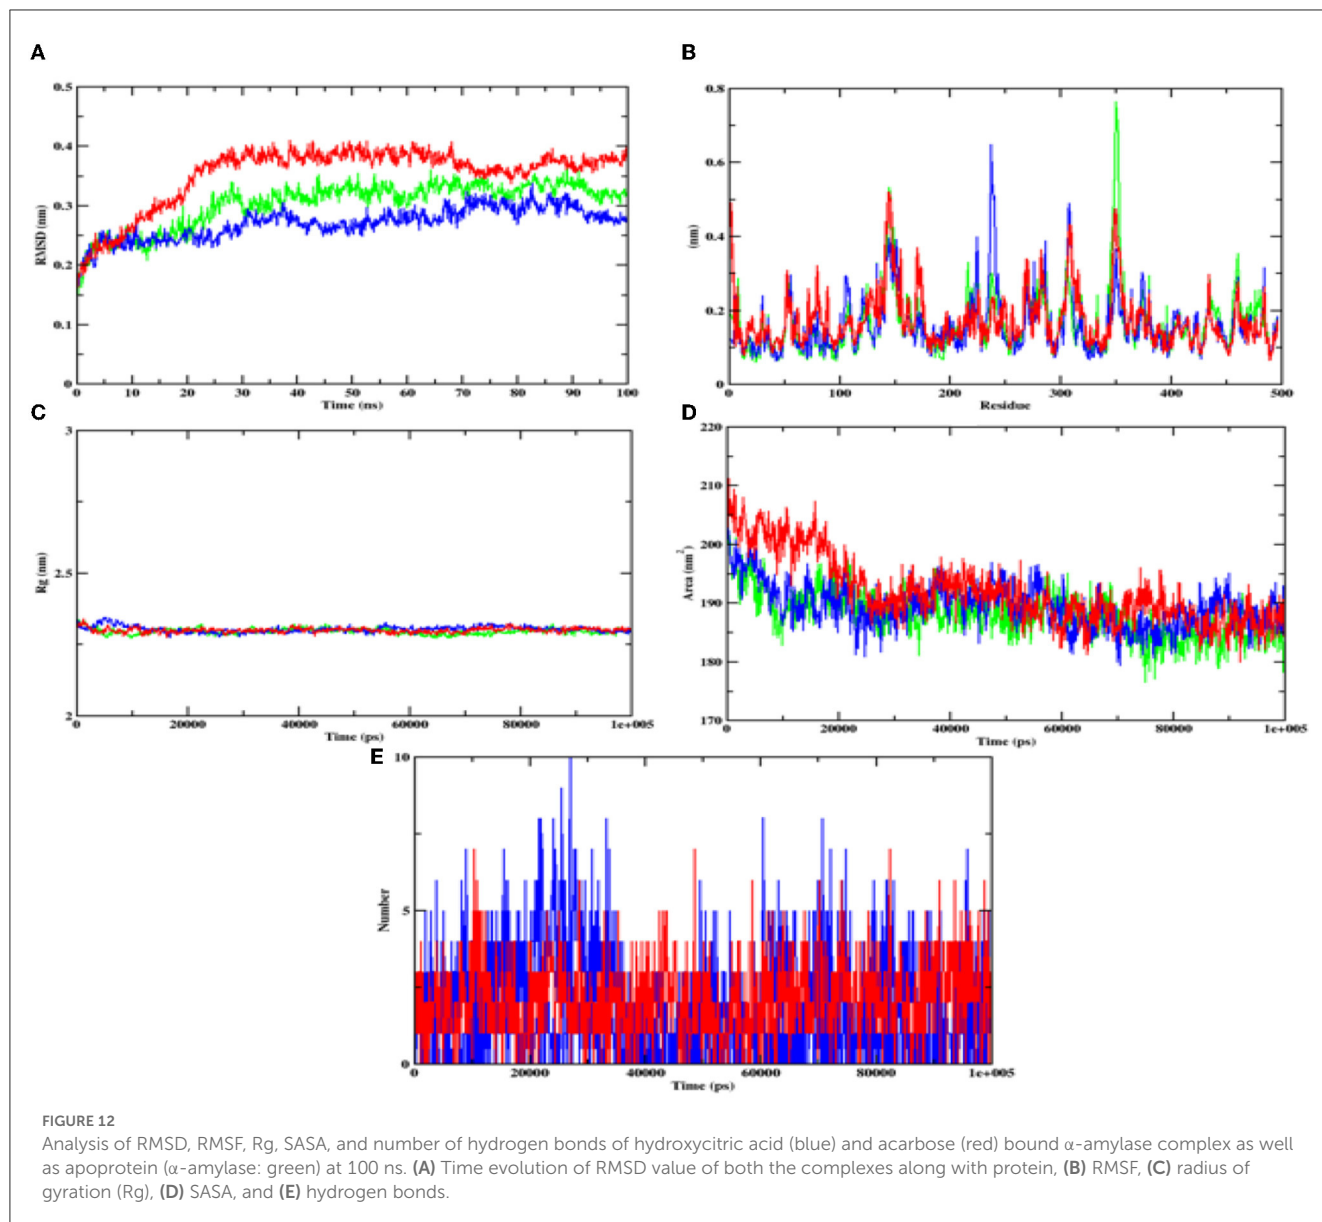 A
B
0.5
0.4
0.3
0.2
0.1
0
RMSD (nm)
0 10 20 30 40 50 60 70 80 90 100
Time (ns)
0.8
0.6
0.4
0.2
0
(nm)
0 100 200 300 400 500
Residue
C
D
3
2.5
2
Rg (nm)
0 20000 40000 60000 80000 1e+005
Time (ps)
220
210
200
190
180
170
Area (nm²)
0 20000 40000 60000 80000 1e+005
Time (ps)
E
10
5
0
Number
0 20000 40000 60000 80000 1e+005
Time (ps)
FIGURE 12
Analysis of RMSD, RMSF, Rg, SASA, and number of hydrogen bonds of hydroxycitric acid (blue) and acarbose (red) bound α-amylase complex as well
as apoprotein (α-amylase: green) at 100 ns. (A) Time evolution of RMSD value of both the complexes along with protein, (B) RMSF, (C) radius of
gyration (Rg), (D) SASA, and (E) hydrogen bonds.